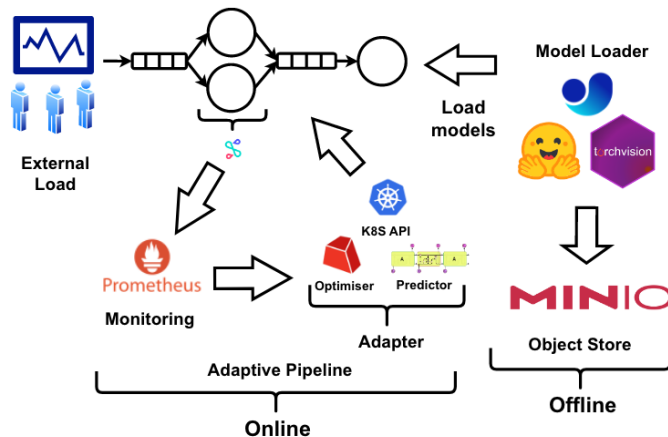 Model Loader
Load
models
torchvision
External
Load
K8S API
Prometheus
Optimiser
Predictor
A
A
MINIO
Monitoring
Adapter
Object Store
Adaptive Pipeline
Offline
Online